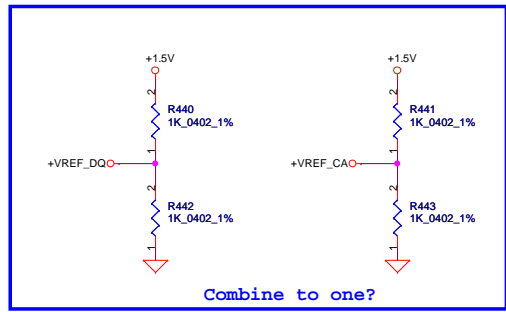 +1.5V
2
R440
1K_0402_1%
1
+VREF_DQ
2
R442
1K_0402_1%
1
+1.5V
2
R441
1K_0402_1%
1
+VREF_CA
2
R443
1K_0402_1%
1
Combine to one?